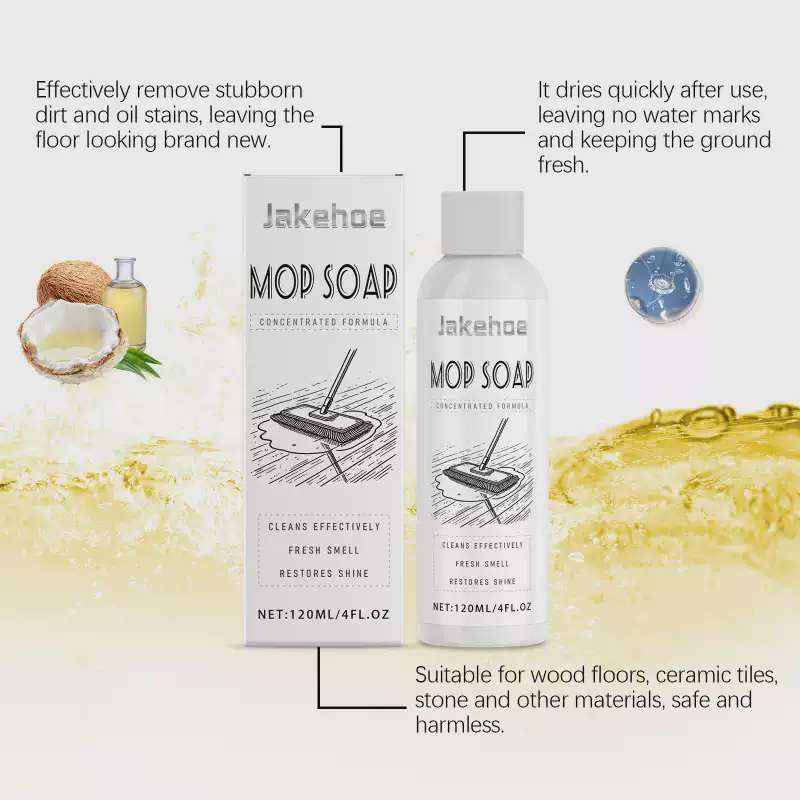 Effectively remove stubborn
dirt and oil stains, leaving the
floor looking brand new.
It dries quickly after use,
leaving no water marks
and keeping the ground
fresh.
Jakehoe
MOP SOAP
CONCENTRATED FORMULA
CLEANS EFFECTIVELY
FRESH SMELL
RESTORES SHINE
NET:120ML/4FL.OZ
Jakehoe
MOP SOAP
CONCENTRATED FORMULA
CLEANS EFFECTIVELY
FRESH SMELL
RESTORES SHINE
NET:120ML/4FL.OZ
Suitable for wood floors, ceramic tiles,
stone and other materials, safe and
harmless.